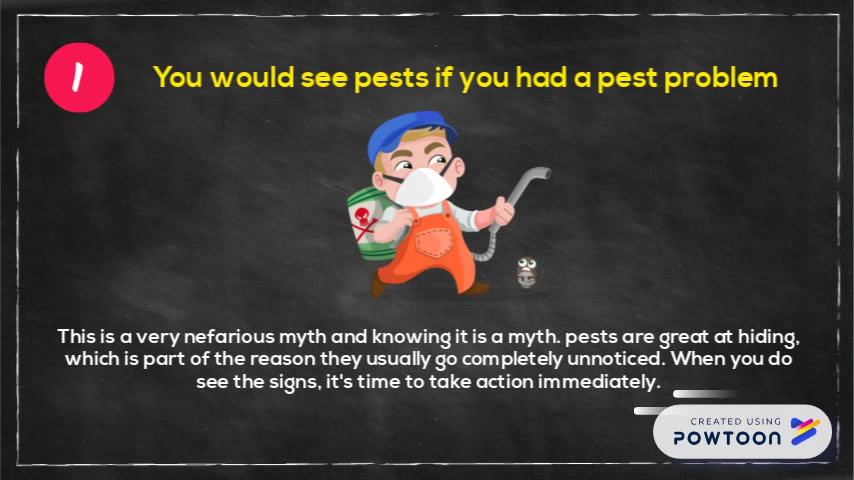 1
You would see pests if you had a pest problem
This is a very nefarious myth and knowing it is a myth. pests are great at hiding,
which is part of the reason they usually go completely unnoticed. When you do
see the signs, it's time to take action immediately.
CREATED USING
POWTOON